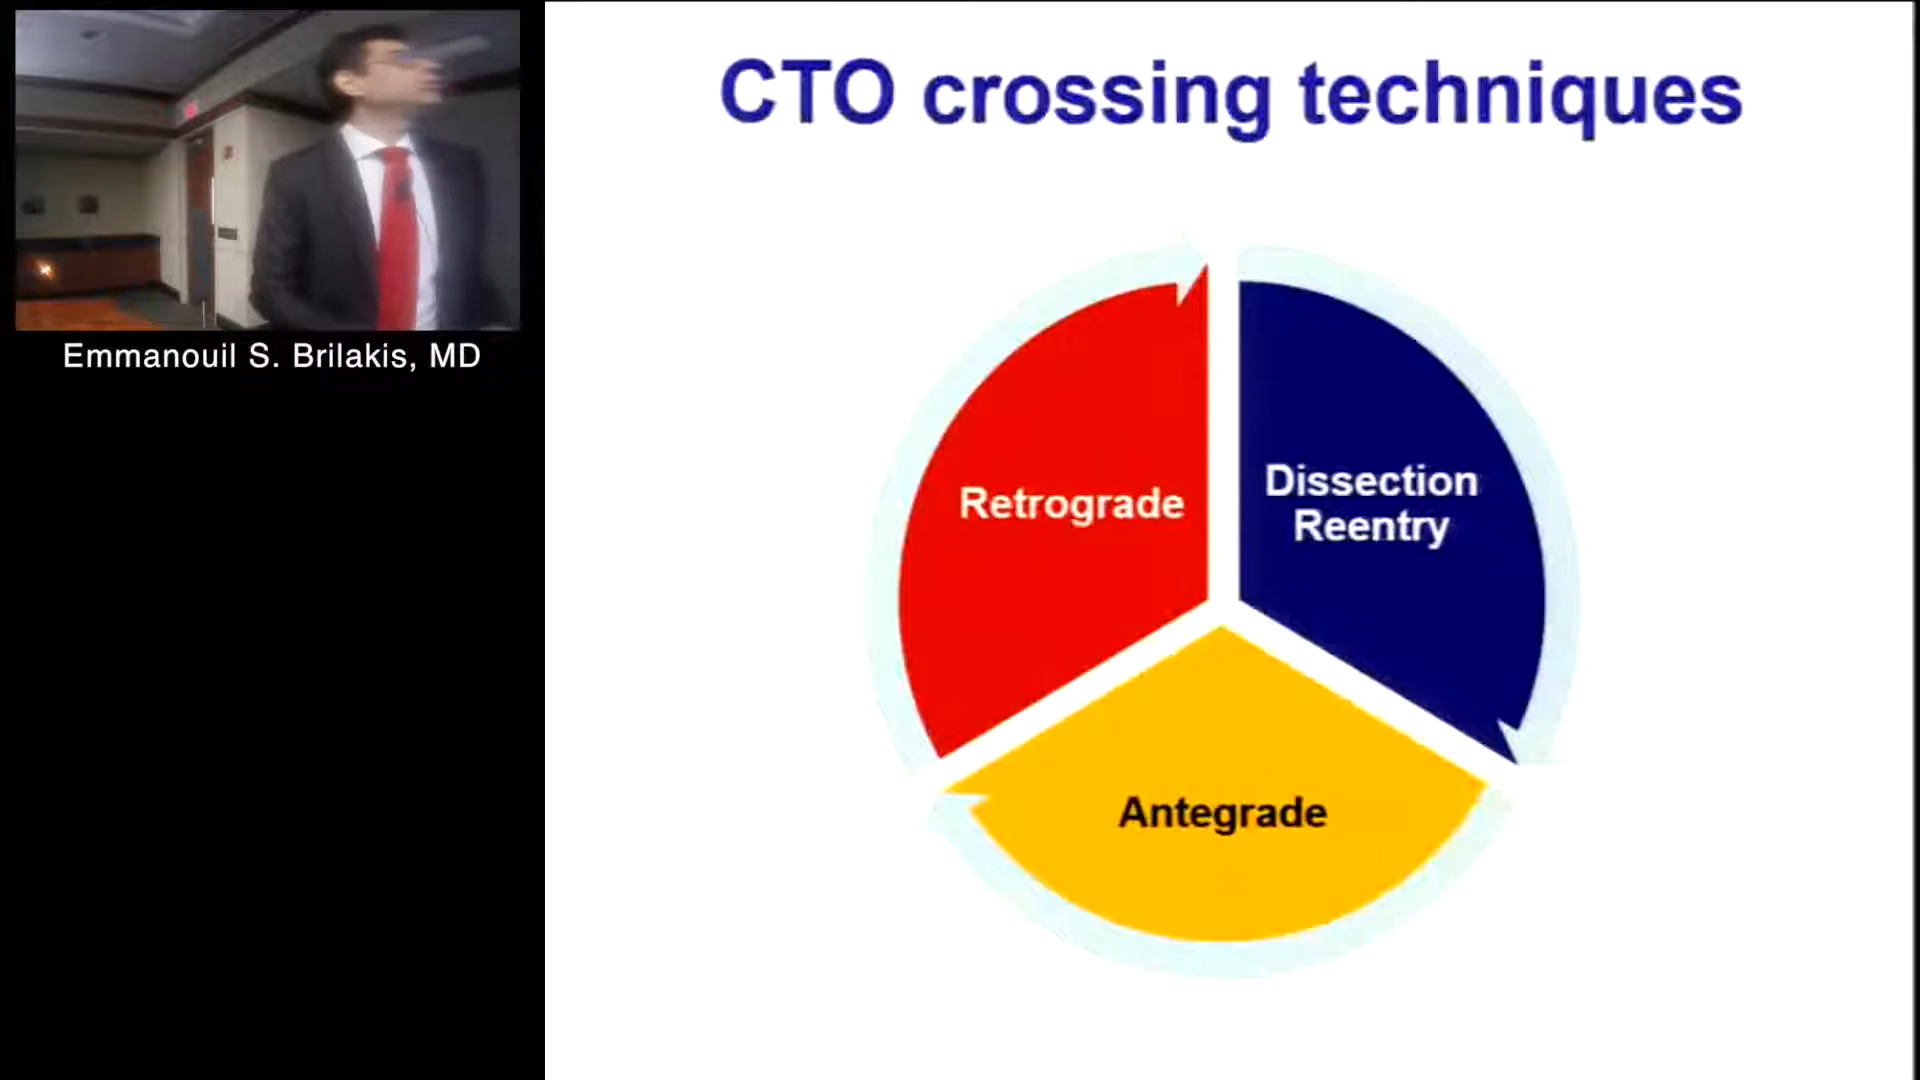 CTO crossing techniques
Emmanouil S. Brilakis, MD
Retrograde
Dissection
Reentry
Antegrade